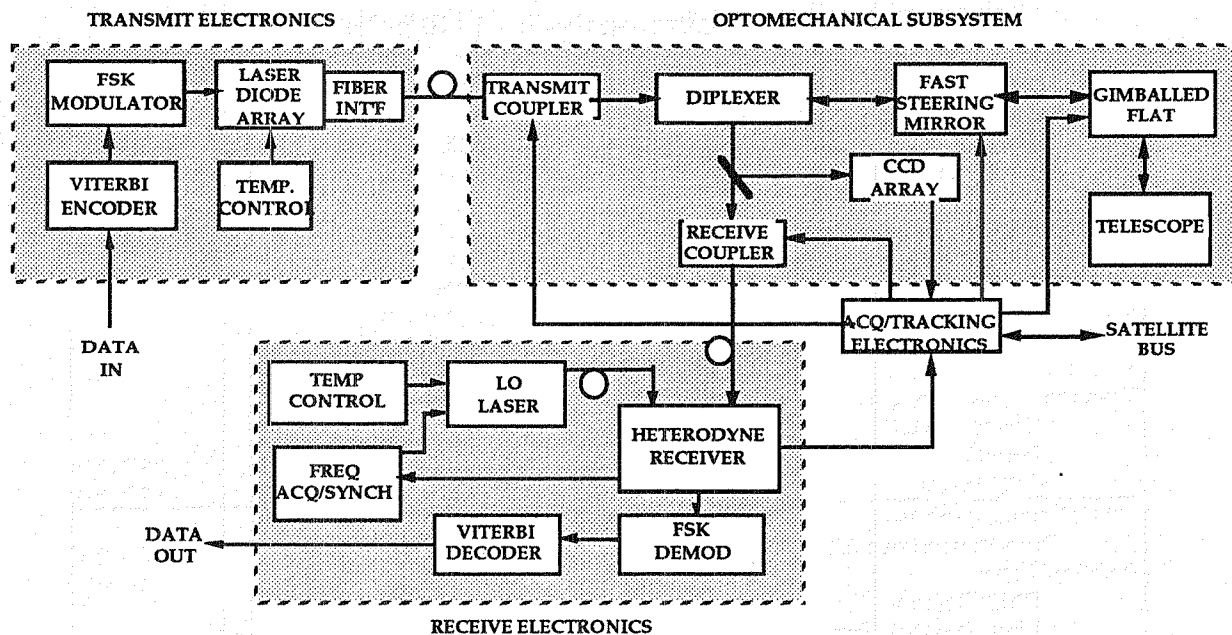 TRANSMIT ELECTRONICS
OPTOMECHANICAL SUBSYSTEM
FSK
MODULATOR
LASER
DIODE
ARRAY
FIBER
INT'F
VITERBI
ENCODER
TEMP.
CONTROL
TRANSMIT
COUPLER
DIPLEXER
FAST
STEERING
MIRROR
GIMBALLED
FLAT
CCD
ARRAY
TELESCOPE
RECEIVE
COUPLER
ACQ/TRACKING
ELECTRONICS
SATELLITE
BUS
DATA
IN
TEMP
CONTROL
LO
LASER
HETERODYNE
RECEIVER
FREQ
ACQ/SYNCH
DATA
OUT
VITERBI
DECODER
FSK
DEMOD
RECEIVE ELECTRONICS